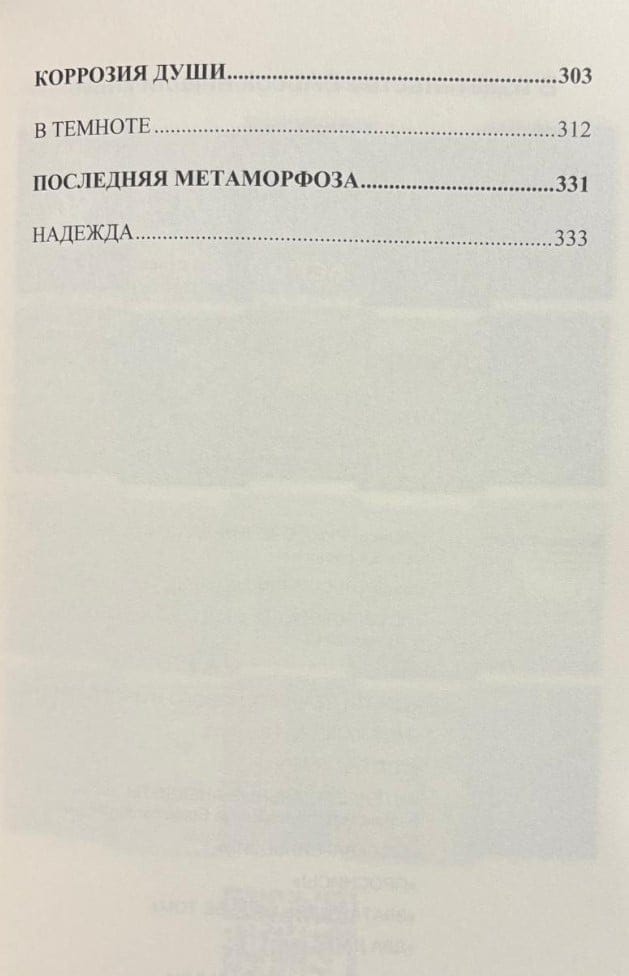 КОРРОЗИЯ ДУШИ..................................................303
В ТЕМНОТЕ..............................................................312
ПОСЛЕДНЯЯ МЕТАМОРФОЗА..............................331
НАДЕЖДА................................................................333